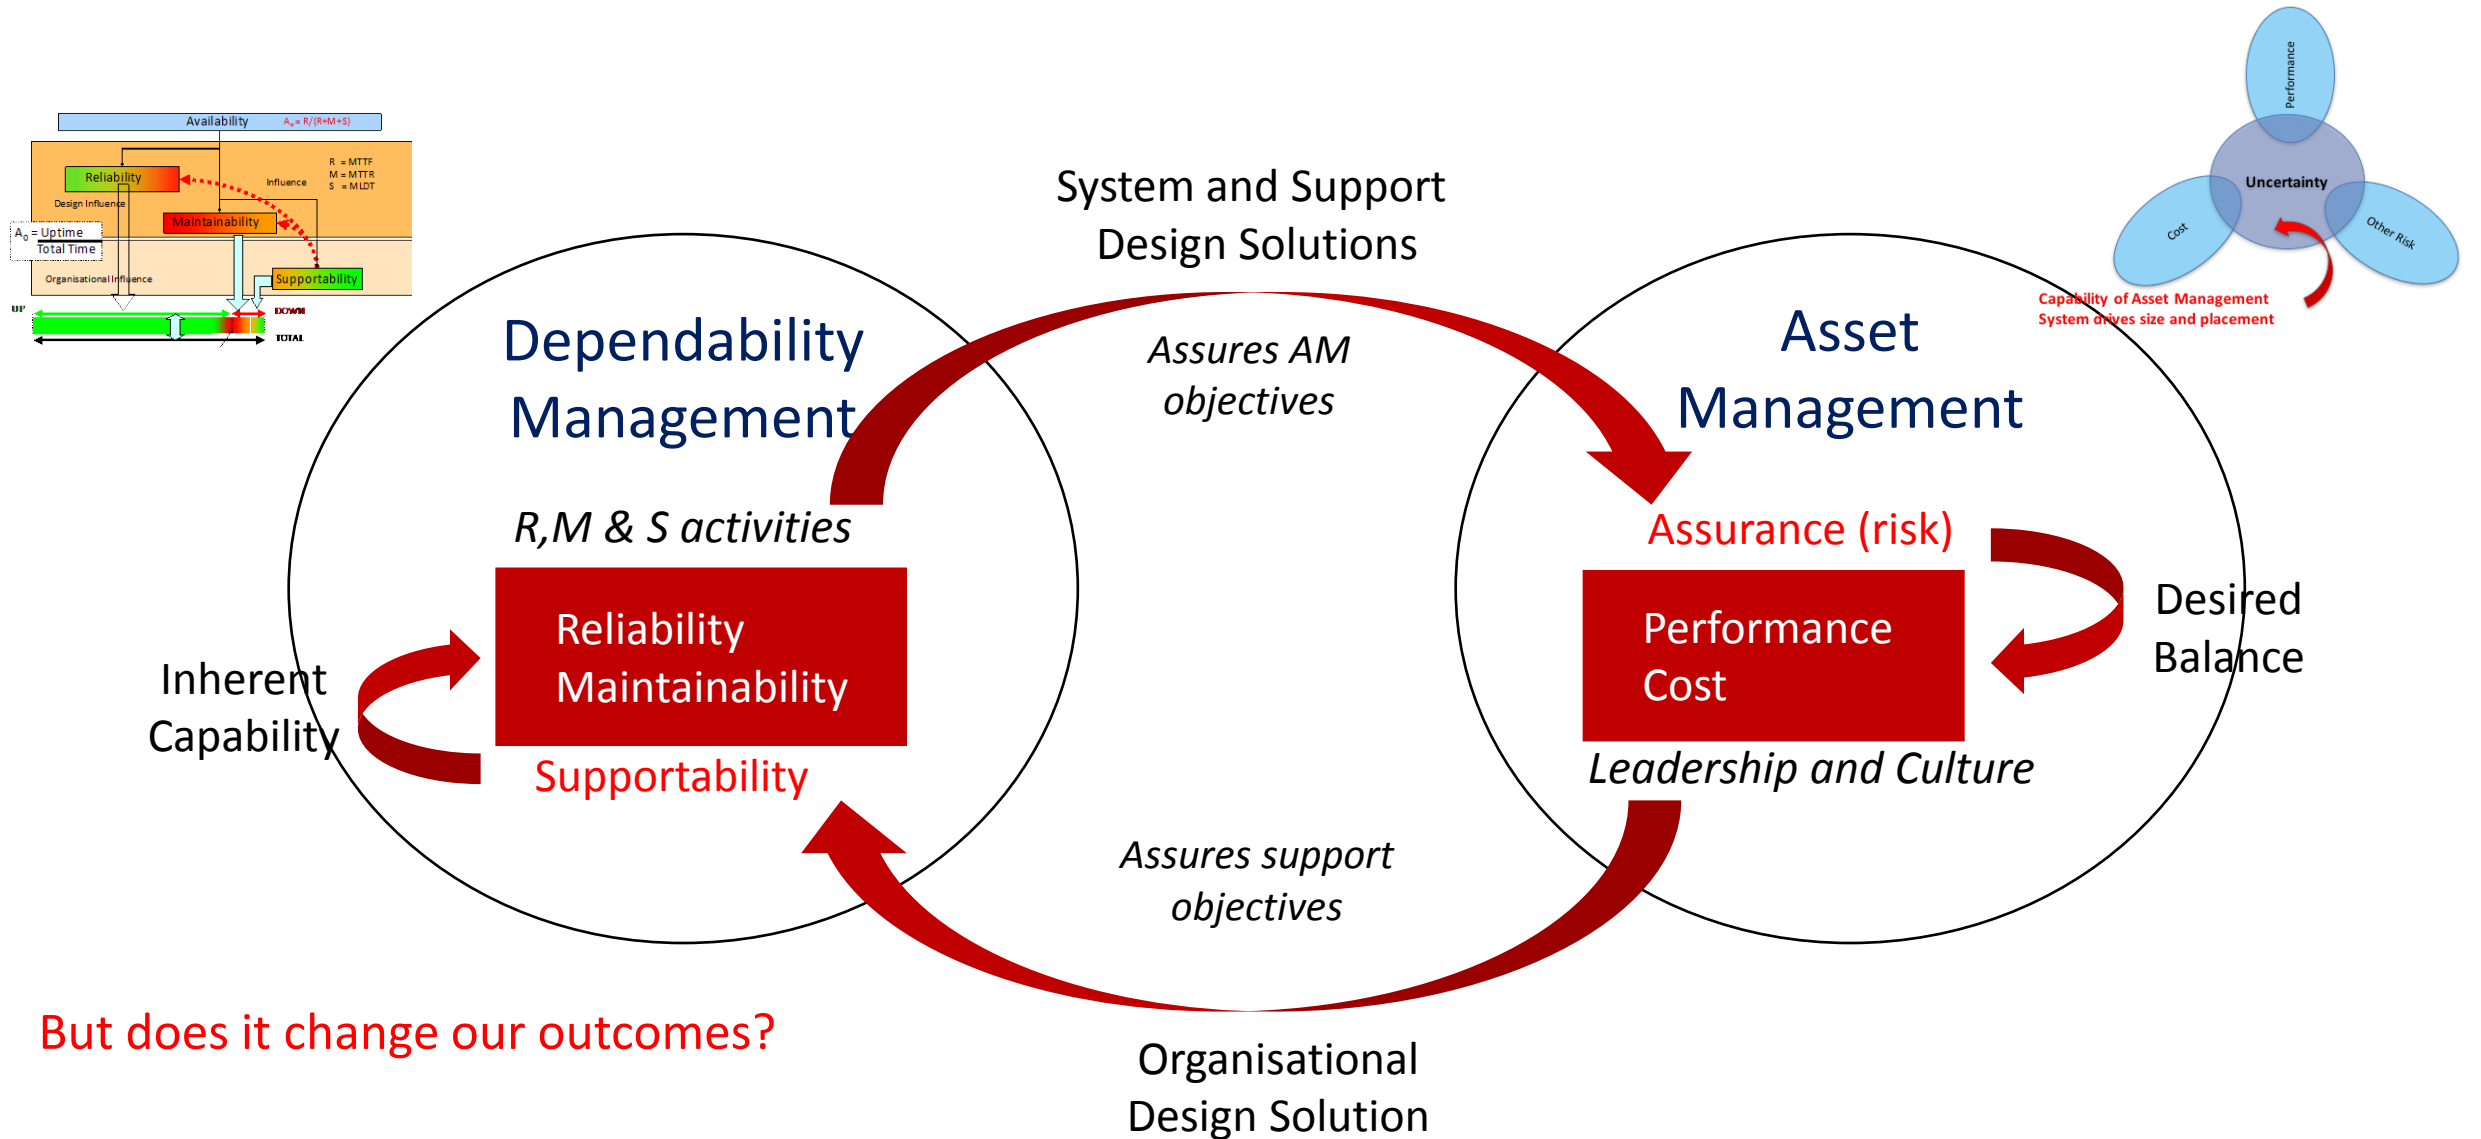 Availability
Aₒ = R/(R+M+S)
R = MTTF
M = MTTR
S = MLDT
Reliability
Influence
Design Influence
Maintainability
A₀ = Uptime
Total Time
Organisational Influence
Supportability
UP
DOWN
TOTAL
Performance
Uncertainty
Cost
Other Risk
Capability of Asset Management
System drives size and placement
System and Support
Design Solutions
Dependability
Management
Assures AM
objectives
Asset
Management
R,M & S activities
Assurance (risk)
Reliability
Maintainability
Performance
Cost
Desired
Balance
Inherent
Capability
Supportability
Leadership and Culture
Assures support
objectives
But does it change our outcomes?
Organisational
Design Solution